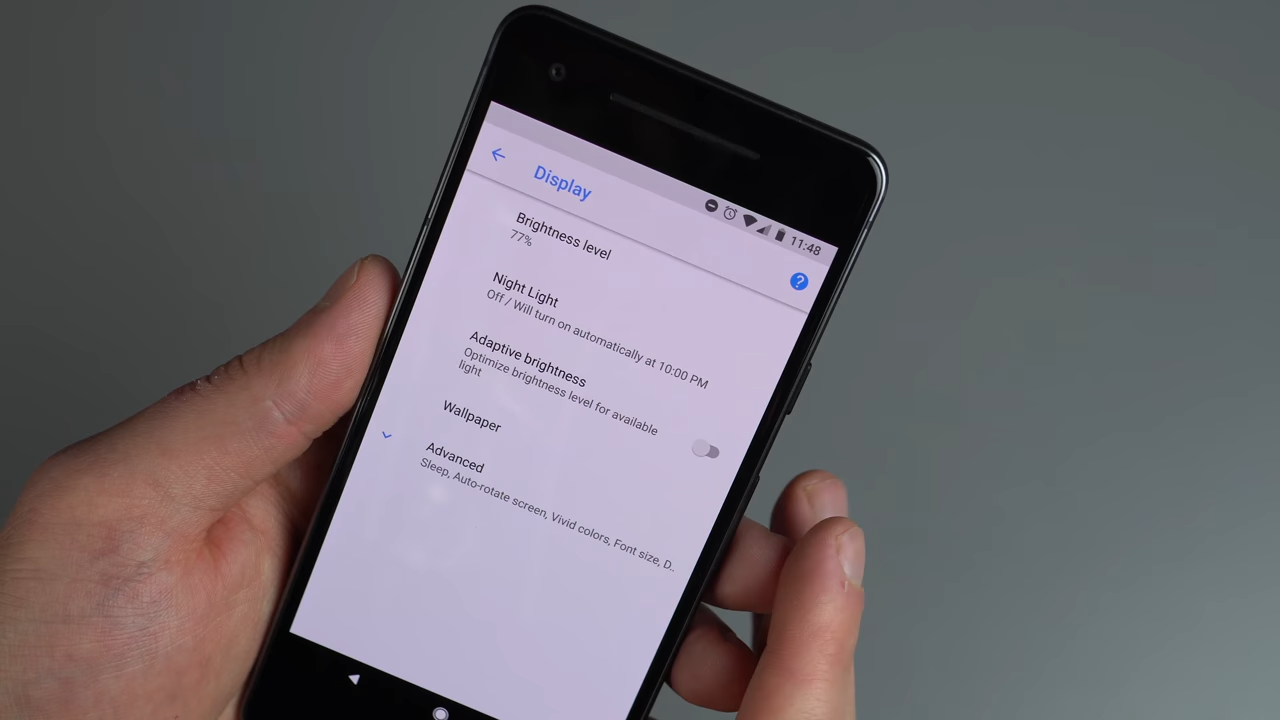 11:48
Display
?
Brightness level
77%
Night Light
Off / Will turn on automatically at 10:00 PM
Adaptive brightness
Optimize brightness level for available
light
Wallpaper
Advanced
Sleep, Auto-rotate screen, Vivid colors, Font size, D..